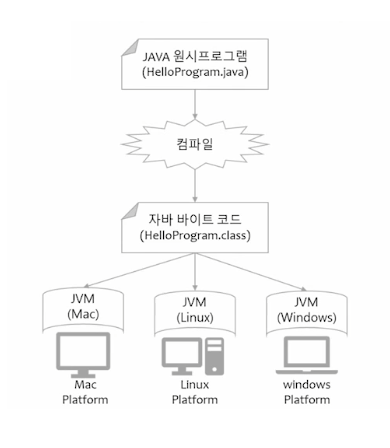 JAVA 원시프로그램
(HelloProgram.java)
컴파일
자바 바이트 코드
(HelloProgram.class)
JVM
(Mac)
JVM
(Linux)
JVM
(Windows)
Mac
Platform
Linux
Platform
windows
Platform